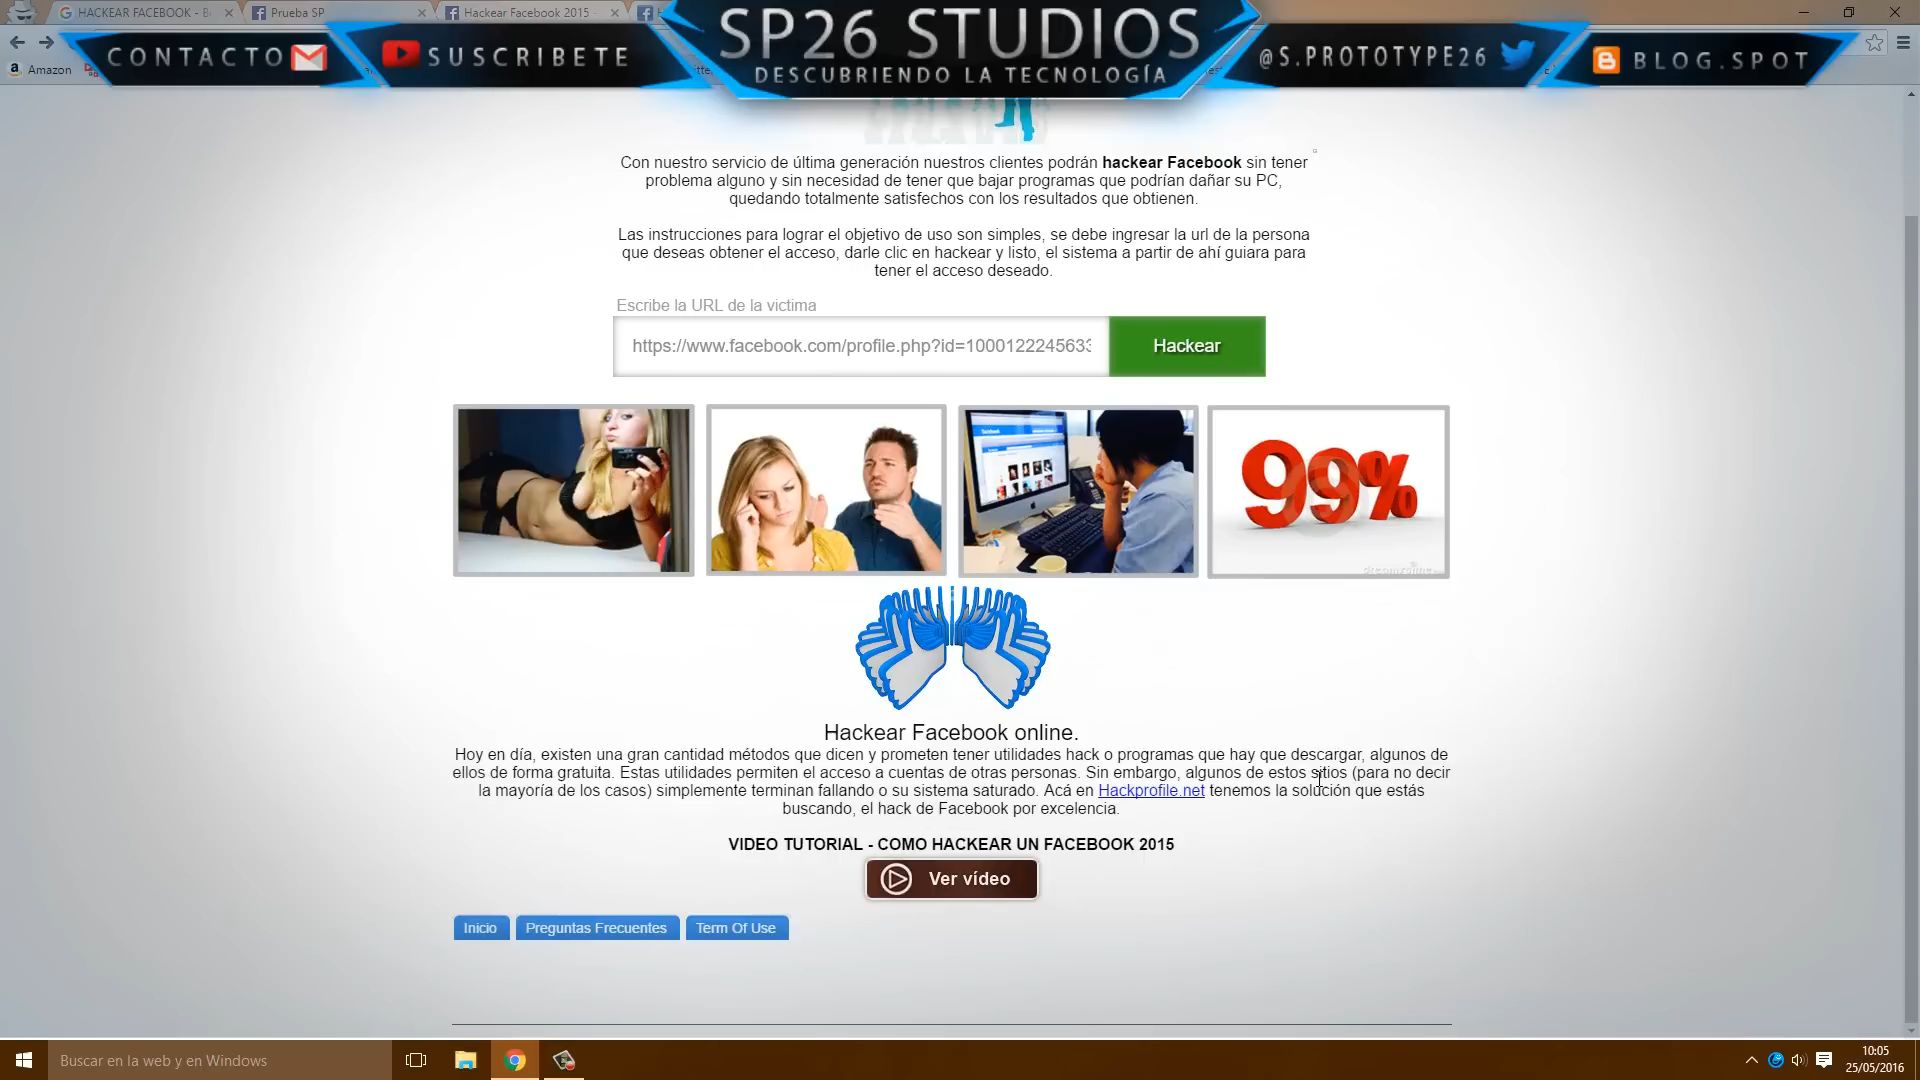 HACKEAR FACEBOOK - B
Prueba SP
Hackear Facebook 2015 -
CONTACTO
SUSCRIBETE
SP26 STUDIOS
DESCUBRIENDO LA TECNOLOGÍA
@S.PROTOTYPE26
BLOG.SPOT
Amazon
Con nuestro servicio de última generación nuestros clientes podrán hackear Facebook sin tener
problema alguno y sin necesidad de tener que bajar programas que podrían dañar su PC,
quedando totalmente satisfechos con los resultados que obtienen.
Las instrucciones para lograr el objetivo de uso son simples, se debe ingresar la url de la persona
que deseas obtener el acceso, darle clic en hackear y listo, el sistema a partir de ahí guiara para
tener el acceso deseado.
Escribe la URL de la victima
https://www.facebook.com/profile.php?id=1000122245633
Hackear
99%
Hackear Facebook online.
Hoy en día, existen una gran cantidad métodos que dicen y prometen tener utilidades hack o programas que hay que descargar, algunos de
ellos de forma gratuita. Estas utilidades permiten el acceso a cuentas de otras personas. Sin embargo, algunos de estos sitios (para no decir
la mayoría de los casos) simplemente terminan fallando o su sistema saturado. Acá en Hackprofile.net tenemos la solución que estás
buscando, el hack de Facebook por excelencia.
VIDEO TUTORIAL - COMO HACKEAR UN FACEBOOK 2015
Ver vídeo
Inicio
Preguntas Frecuentes
Term Of Use
Buscar en la web y en Windows
10:05
25/05/2016